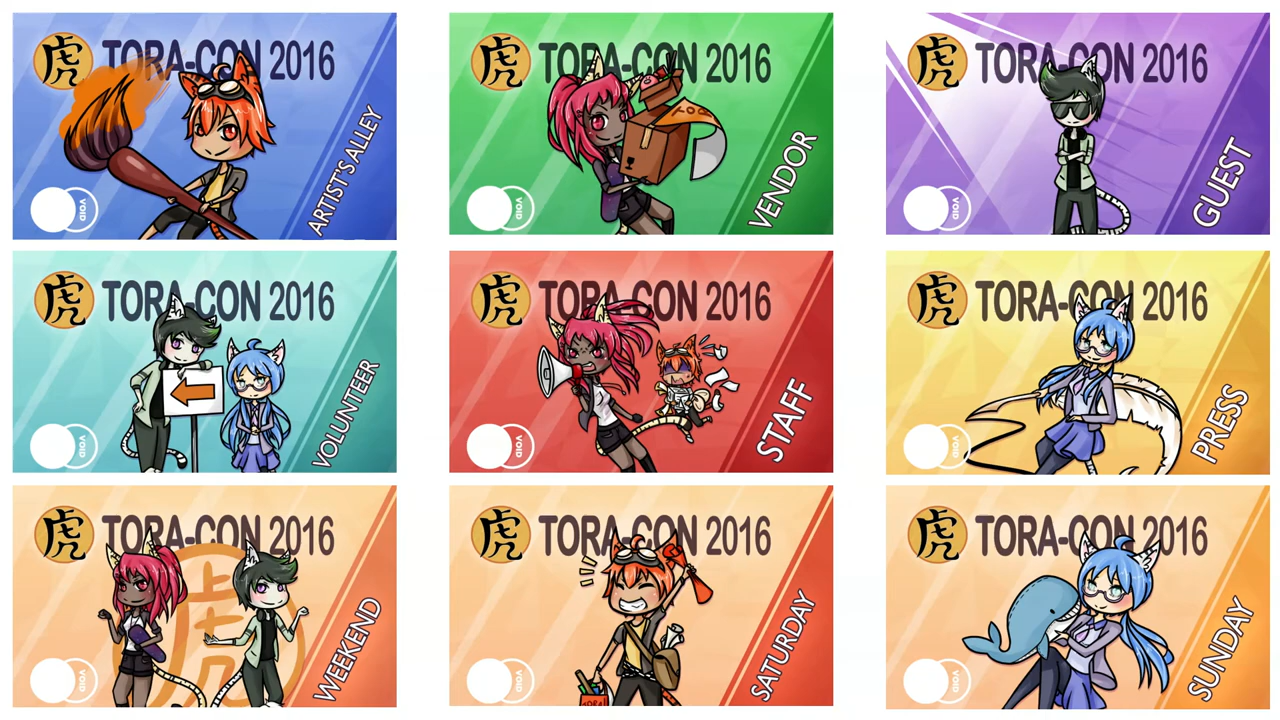 虎 TORA-CON 2016
ARTIST'S ALLEY
VOID
虎 TORA-CON 2016
VENDOR
VOID
虎 TORA-CON 2016
GUEST
VOID
虎 TORA-CON 2016
VOLUNTEER
VOID
虎 TORA-CON 2016
STAFF
VOID
虎 TORA-CON 2016
PRESS
VOID
虎 TORA-CON 2016
虎
WEEKEND
VOID
虎 TORA-CON 2016
SATURDAY
VOID
TORA
虎 TORA-CON 2016
SUNDAY
VOID